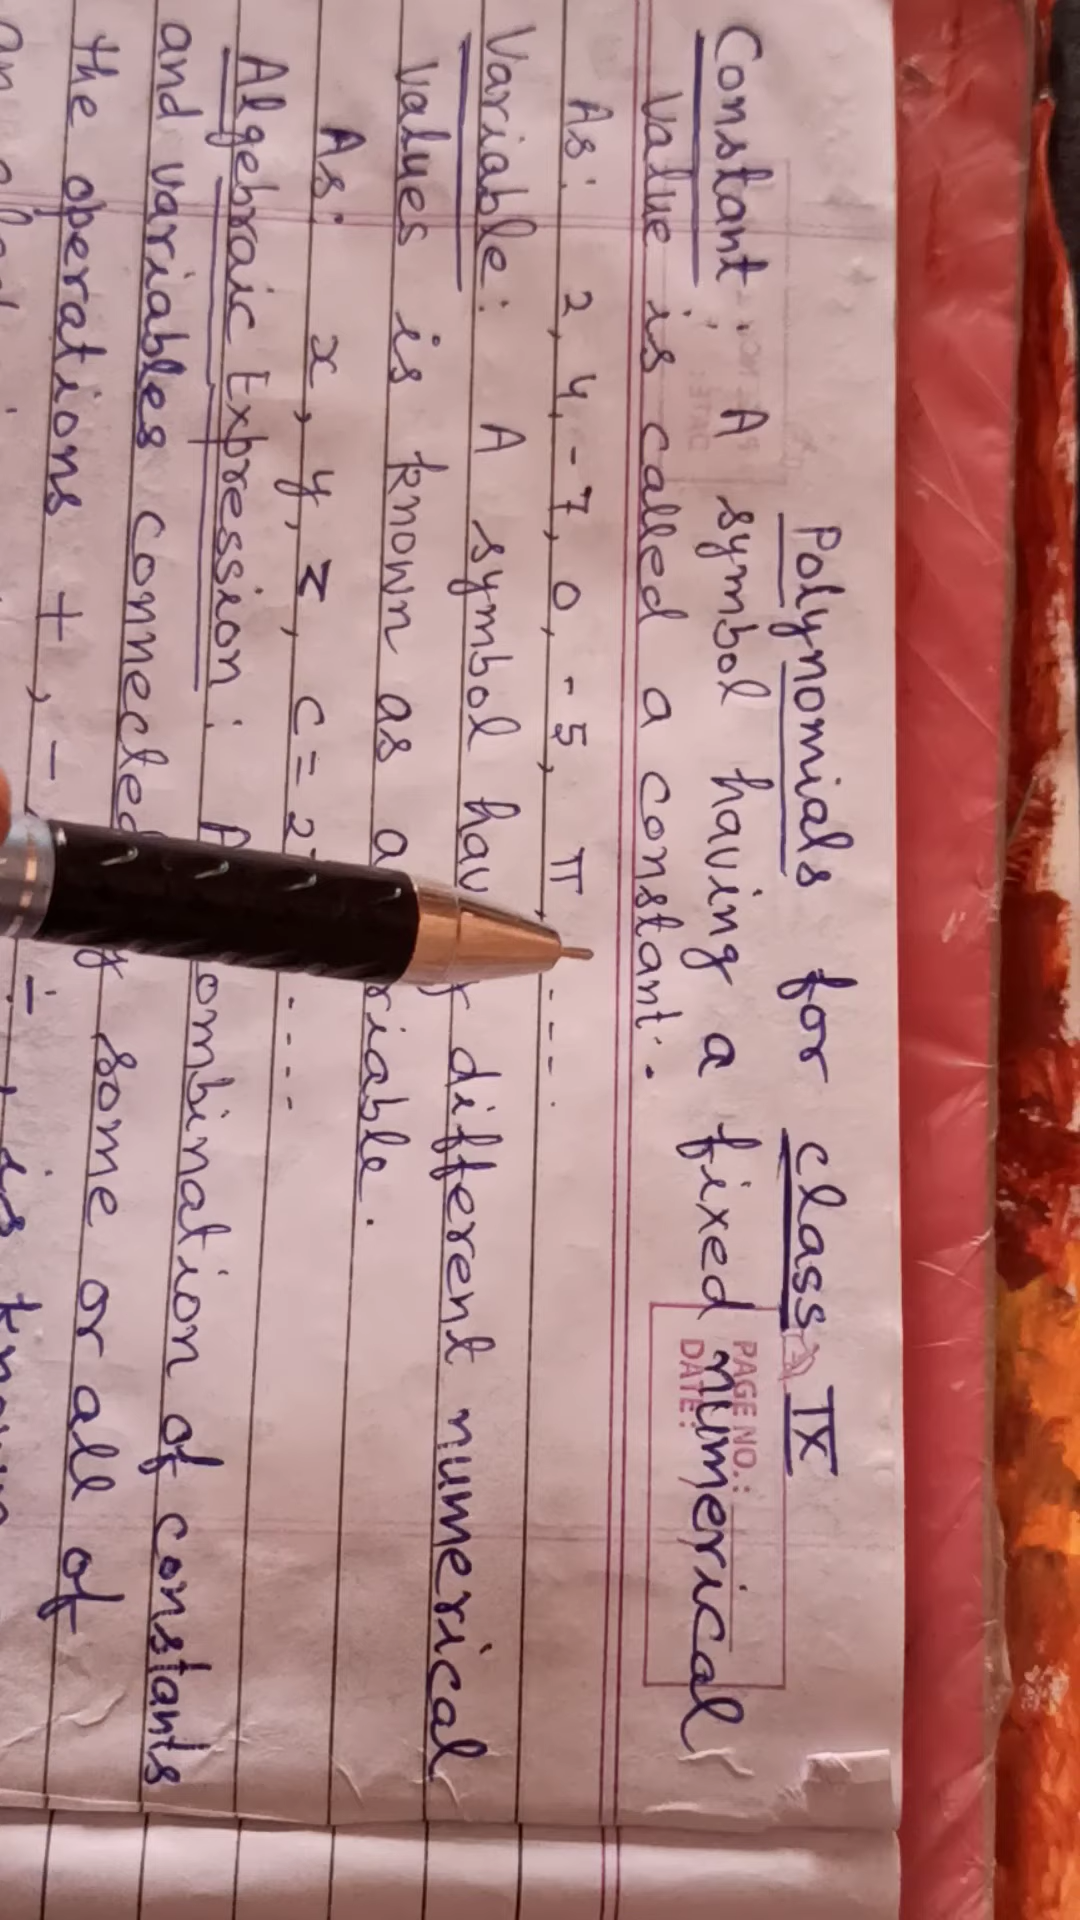 Polynomials for class IX
PAGE NO.:
DATE:
Constant : A symbol having a fixed numerical
value is called a constant.
As: 2, 4, -7, 0, -5, π ....
Variable: A symbol hav different numerical
values is known as a riable.
As: x, y, z, c = 2 ....
Algebraic Expression: ombination of constants
and variables connected some or all of
the operations +, -, ÷